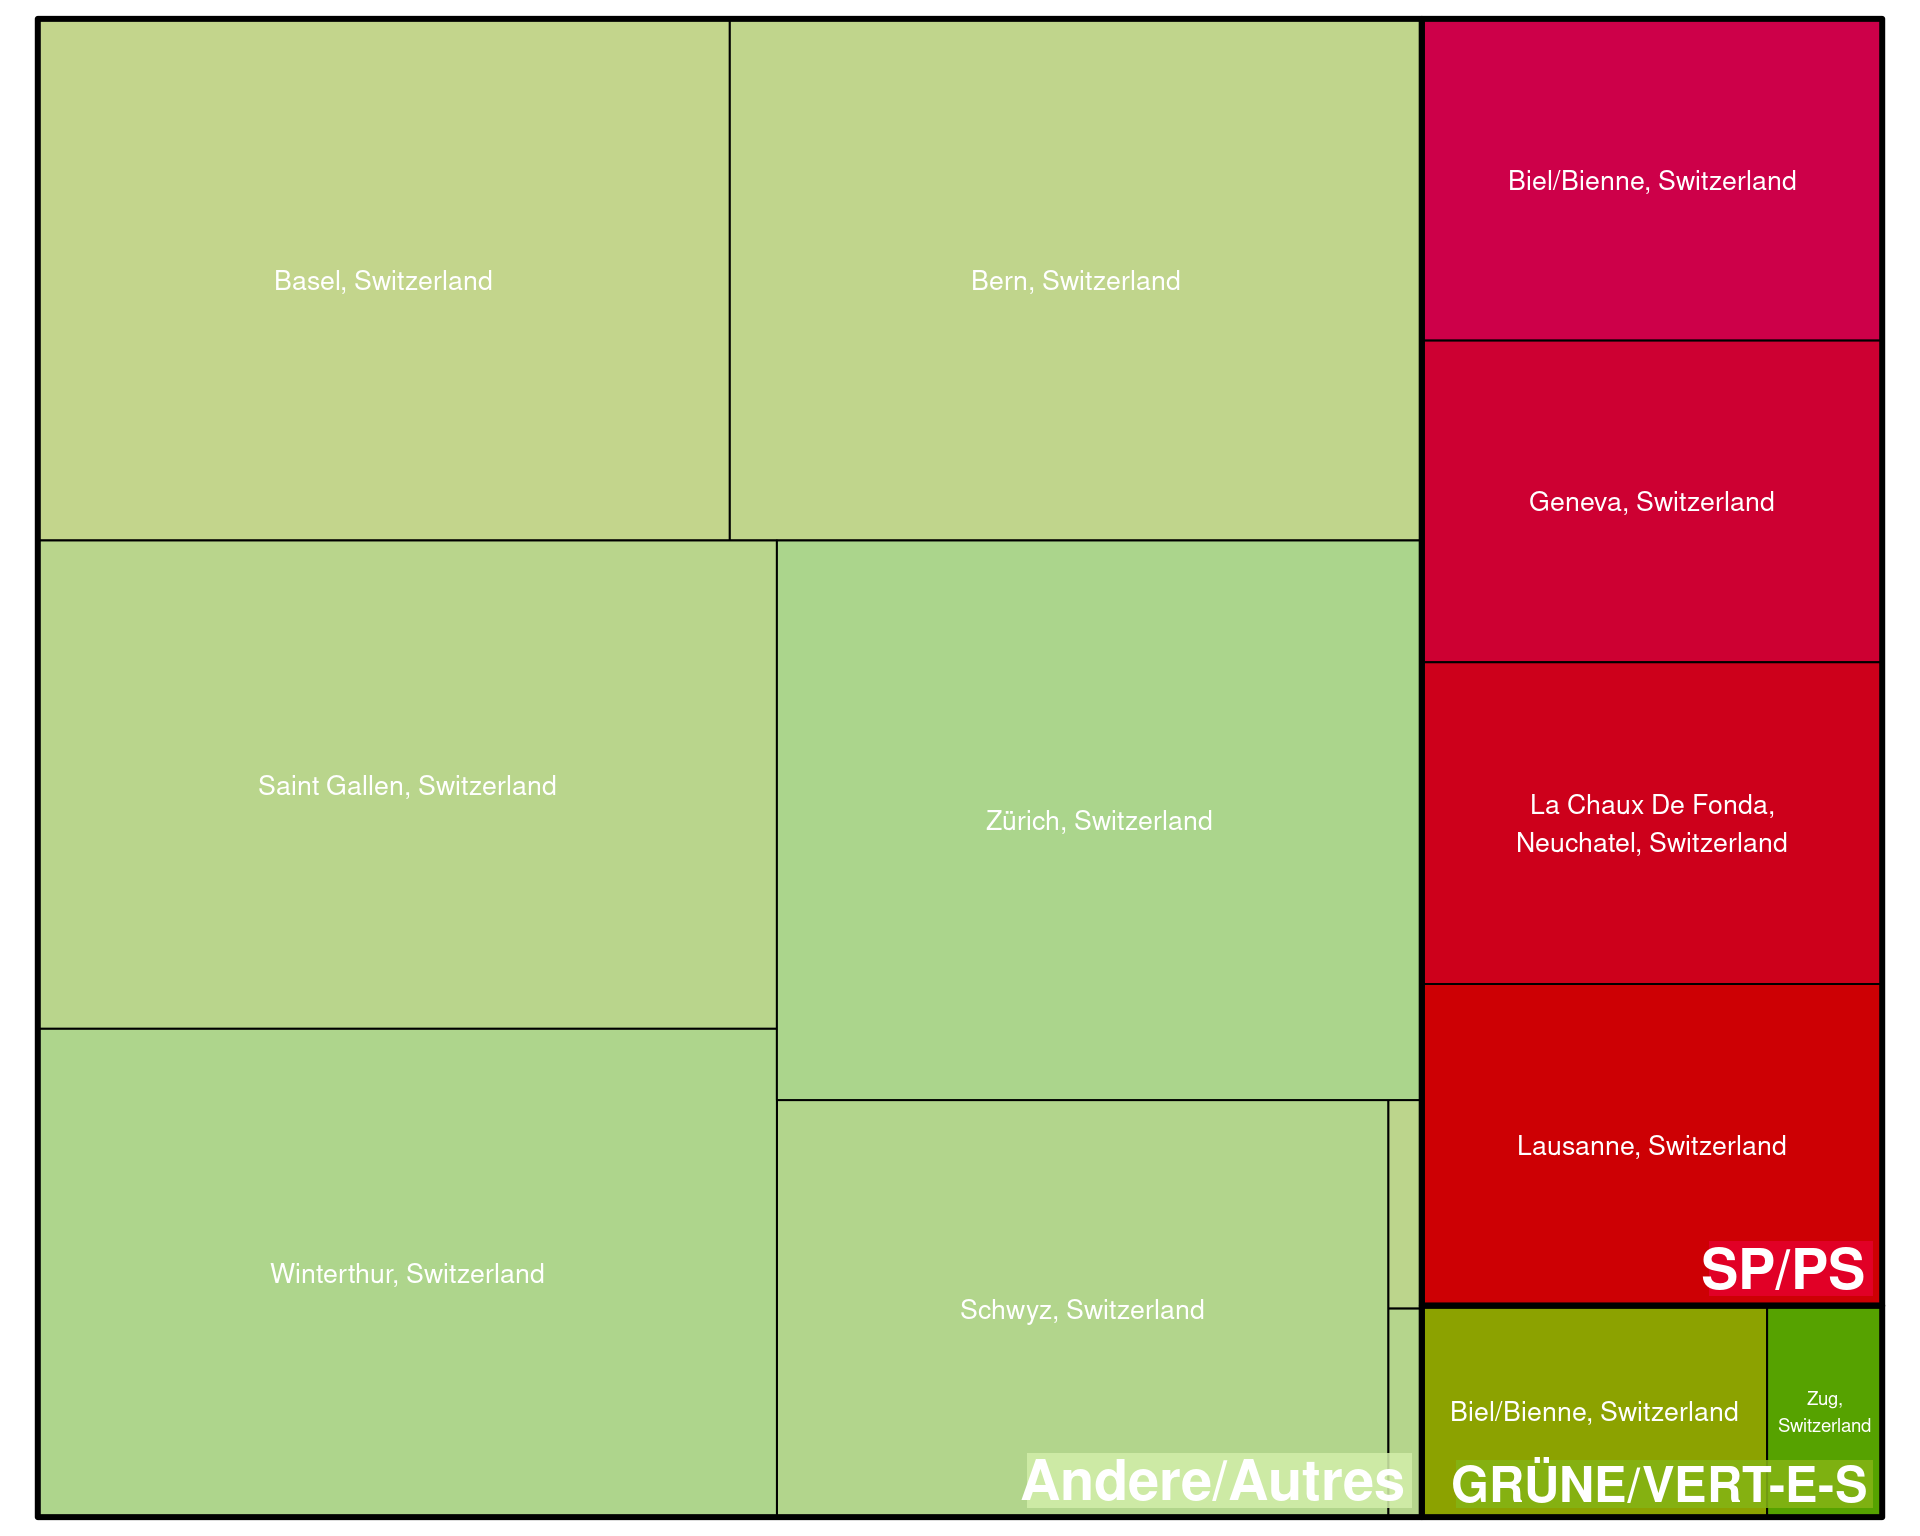 Basel, Switzerland
Bern, Switzerland
Saint Gallen, Switzerland
Zürich, Switzerland
Winterthur, Switzerland
Schwyz, Switzerland
Andere/Autres
Biel/Bienne, Switzerland
Geneva, Switzerland
La Chaux De Fonda,
Neuchatel, Switzerland
Lausanne, Switzerland
SP/PS
Biel/Bienne, Switzerland
Zug,
Switzerland
GRÜNE/VERT-E-S